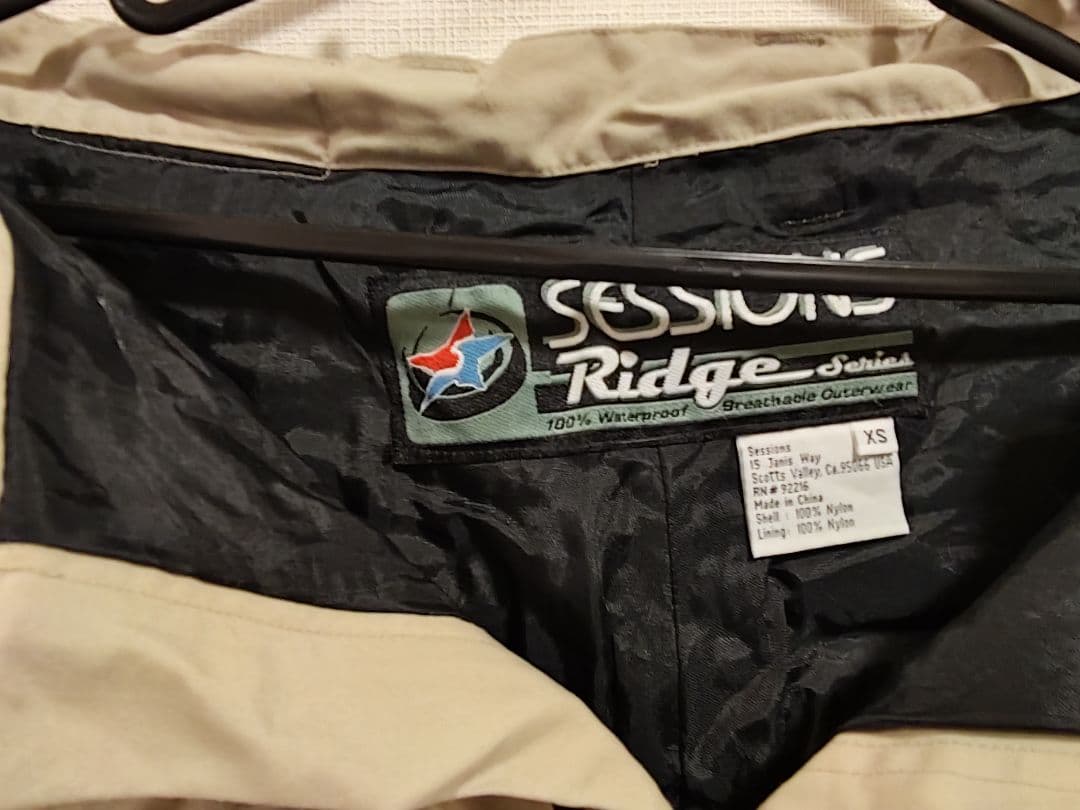 SESSIONS
Ridge Series
100% Waterproof Breathable Outerwear
XS
Sessions
15 Janis Way
Scotts Valley, Ca.95066 USA
RN# 92216
Made in China
Shell : 100% Nylon
Lining: 100% Nylon